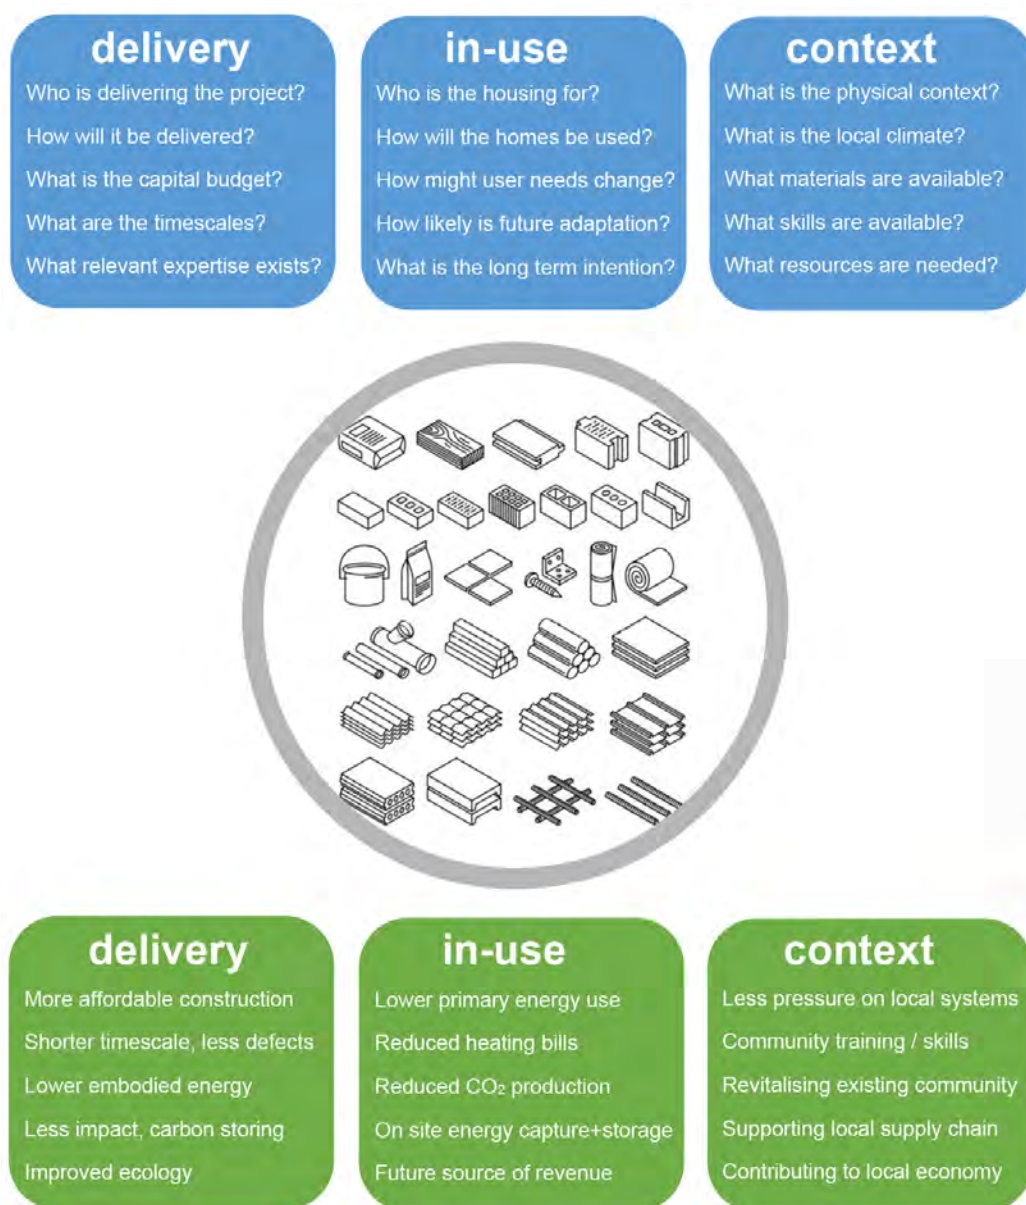 delivery
Who is delivering the project?
How will it be delivered?
What is the capital budget?
What are the timescales?
What relevant expertise exists?
in-use
Who is the housing for?
How will the homes be used?
How might user needs change?
How likely is future adaptation?
What is the long term intention?
context
What is the physical context?
What is the local climate?
What materials are available?
What skills are available?
What resources are needed?
delivery
More affordable construction
Shorter timescale, less defects
Lower embodied energy
Less impact, carbon storing
Improved ecology
in-use
Lower primary energy use
Reduced heating bills
Reduced CO₂ production
On site energy capture+storage
Future source of revenue
context
Less pressure on local systems
Community training / skills
Revitalising existing community
Supporting local supply chain
Contributing to local economy